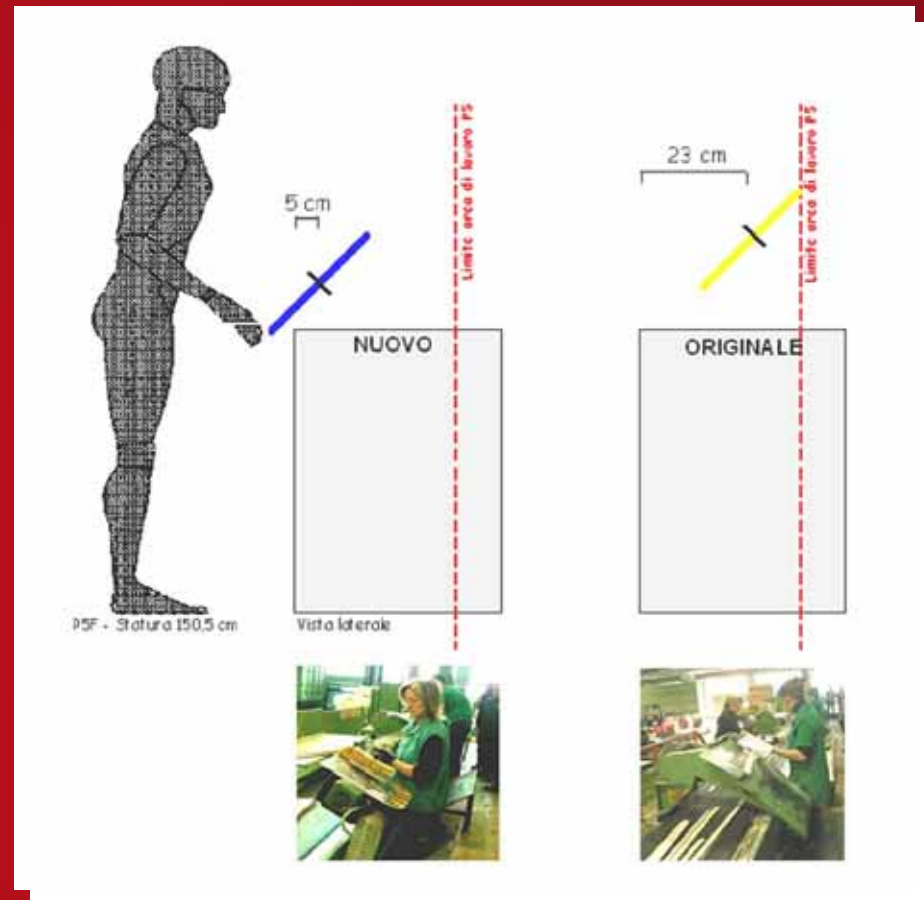 23 cm
5 cm
Limite area di lavoro P5
Limite area di lavoro P5
NUOVO
ORIGINALE
P5F - Statura 150,5 cm
Vista laterale